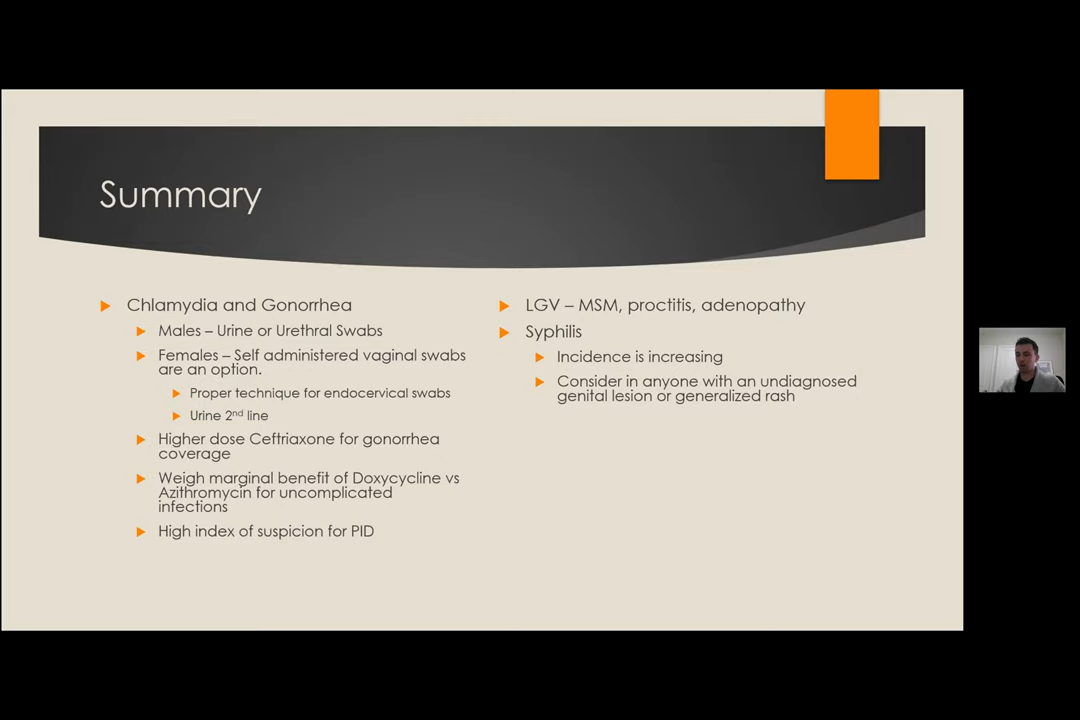 Summary
Chlamydia and Gonorrhea
Males – Urine or Urethral Swabs
Females – Self administered vaginal swabs
are an option.
Proper technique for endocervical swabs
Urine 2nd line
Higher dose Ceftriaxone for gonorrhea
coverage
Weigh marginal benefit of Doxycycline vs
Azithromycin for uncomplicated
infections
High index of suspicion for PID
LGV – MSM, proctitis, adenopathy
Syphilis
Incidence is increasing
Consider in anyone with an undiagnosed
genital lesion or generalized rash